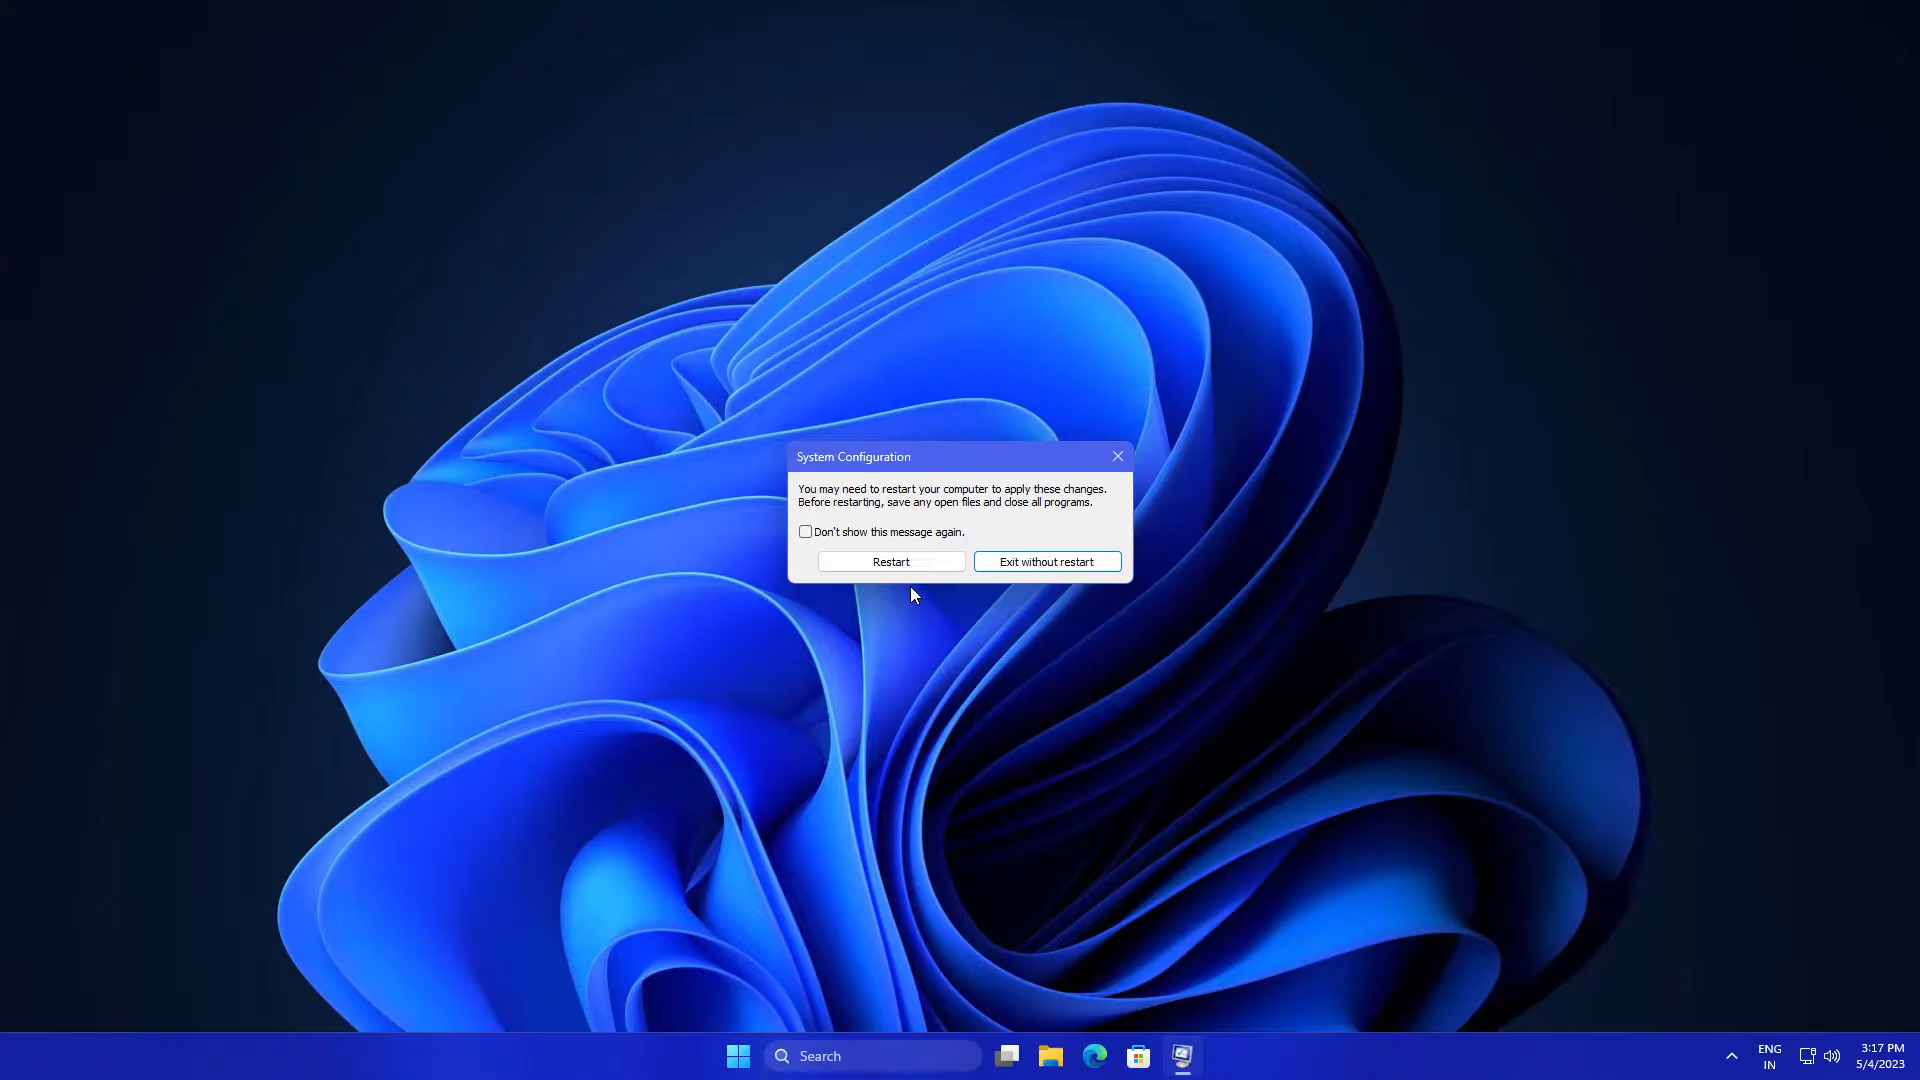 System Configuration
You may need to restart your computer to apply these changes.
Before restarting, save any open files and close all programs.
Don't show this message again.
Restart
Exit without restart
Search
ENG
IN
3:17 PM
5/4/2023